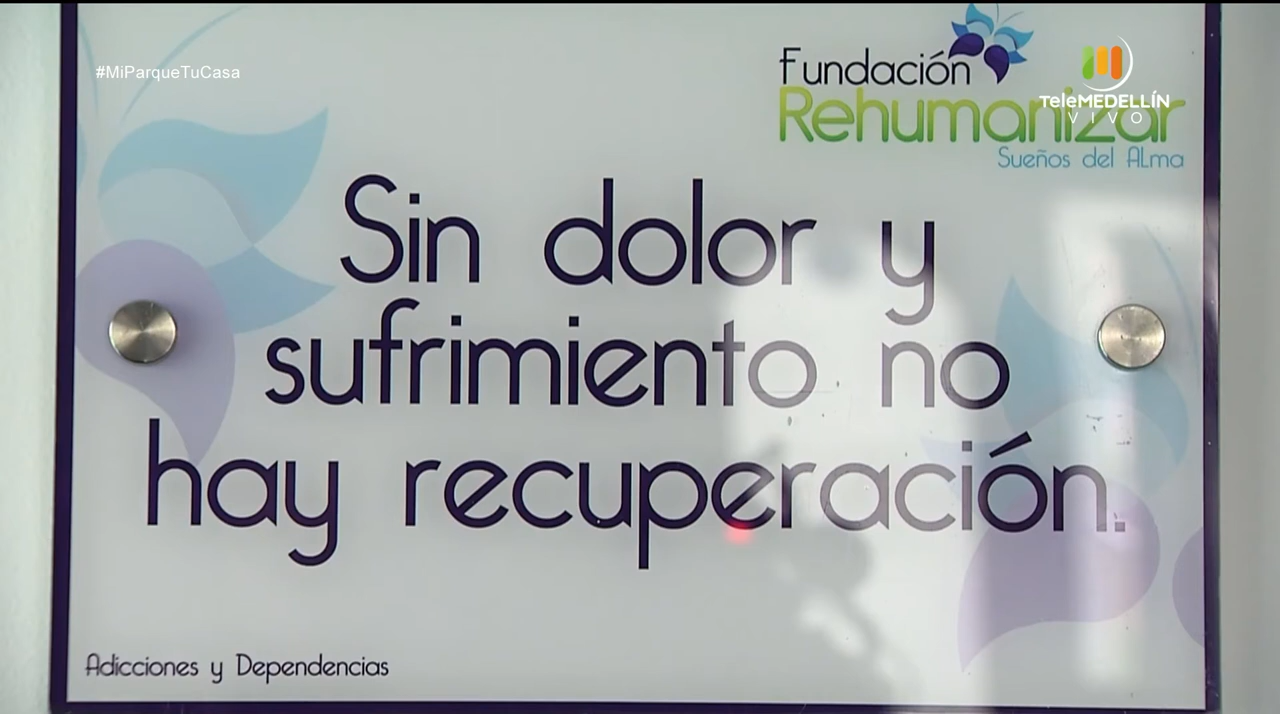 #MiParqueTuCasa
Fundación
Rehumanizar
Sueños del ALma
TeleMEDELLÍN
VIVO
Sin dolor y
sufrimiento no
hay recuperación.
Adicciones y Dependencias